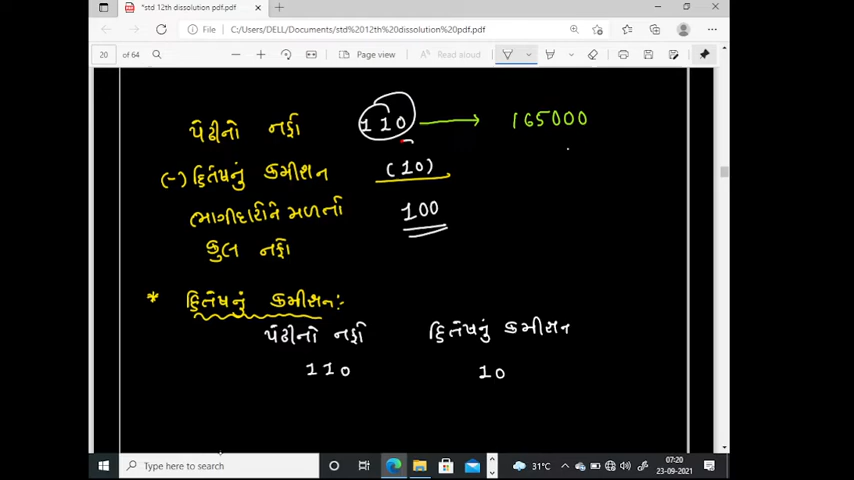 *std 12th dissolution pdf.pdf
File C:/Users/DELL/Documents/std%2012th%20dissolution%20pdf.pdf
20 of 64 Page view Read aloud
પેઢીનો નફો 110 → 165000
(-) હિતેષનું કમીશન (10)
ભાગીદારોને મળતો 100
કુલ નફો
* હિતેષનું કમીશન:-
પેઢીનો નફો હિતેષનું કમીશન
110 10
Type here to search 31°C ENG 07:20
23-09-2021